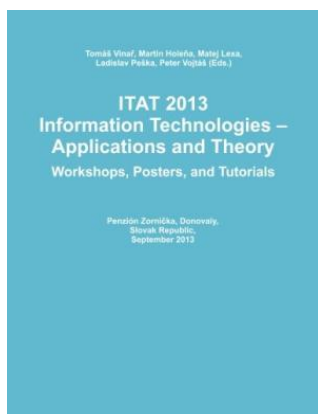 Tomáš Vinař, Martin Holeňa, Matej Lexa,
Ladislav Peška, Peter Vojtáš (Eds.)
ITAT 2013
Information Technologies –
Applications and Theory
Workshops, Posters, and Tutorials
Penzión Zornička, Donovaly,
Slovak Republic,
September 2013